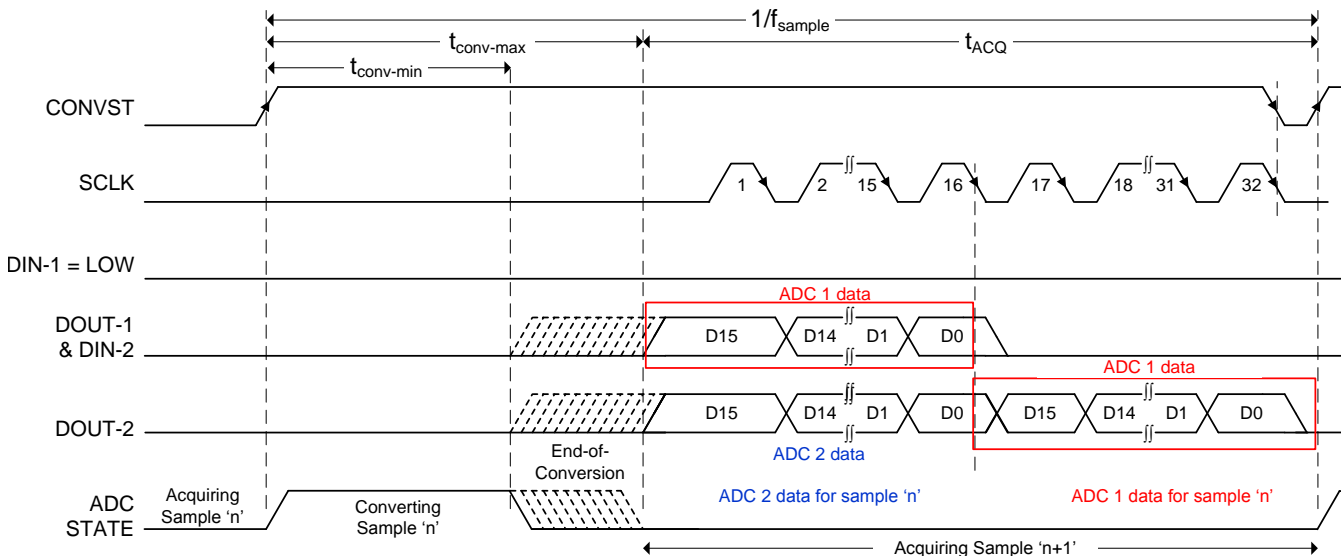 1/fsample
tconv-max
tACQ
tconv-min
CONVST
SCLK
1 2 15 16 17 18 31 32
DIN-1 = LOW
ADC 1 data
DOUT-1
& DIN-2
D15 D14 D1 D0
ADC 1 data
DOUT-2
D15 D14 D1 D0 D15 D14 D1 D0
End-of-
Conversion
ADC 2 data
ADC
STATE
Acquiring
Sample ‘n’
Converting
Sample ‘n’
ADC 2 data for sample ‘n’
ADC 1 data for sample ‘n’
Acquiring Sample ‘n+1’